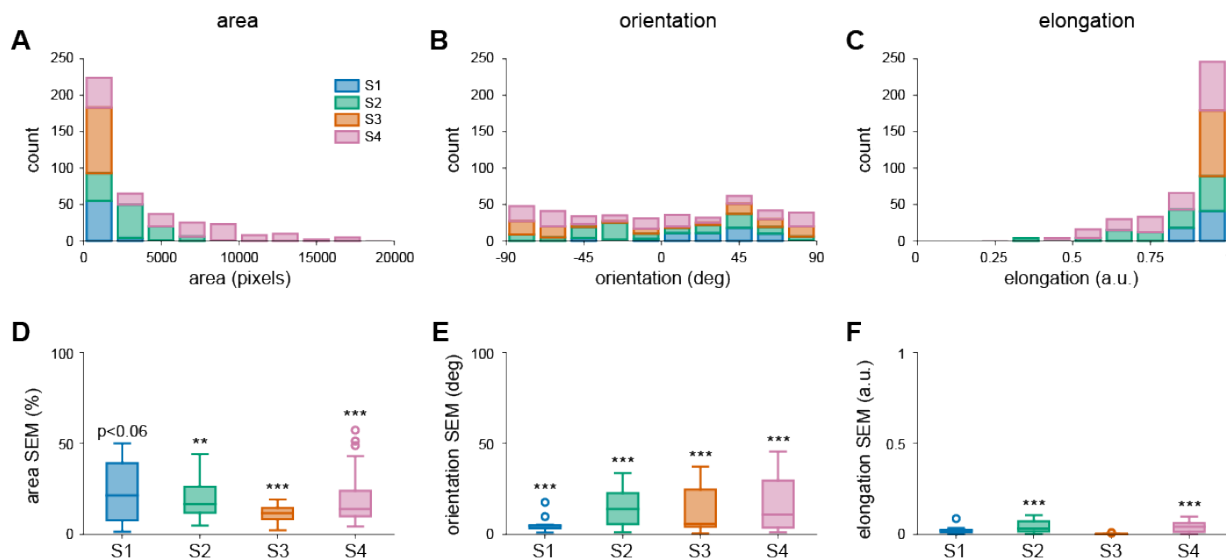 area
orientation
elongation
A
B
C
250
200
150
100
50
0
count
0
5000
10000
15000
20000
area (pixels)
S1
S2
S3
S4
250
200
150
100
50
0
count
-90
-45
0
45
90
orientation (deg)
250
200
150
100
50
0
count
0
0.25
0.5
0.75
elongation (a.u.)
D
E
F
100
50
0
area SEM (%)
p<0.06
**
***
***
S1
S2
S3
S4
100
50
0
orientation SEM (deg)
***
***
***
***
S1
S2
S3
S4
1
0.5
0
elongation SEM (a.u.)
***
***
S1
S2
S3
S4